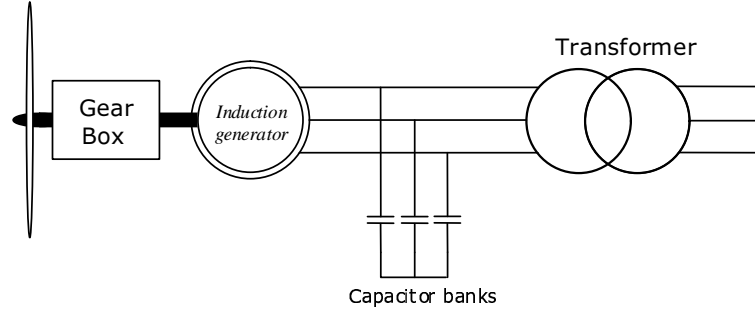 Transformer
Gear
Box
Induction
generator
Capacitor banks